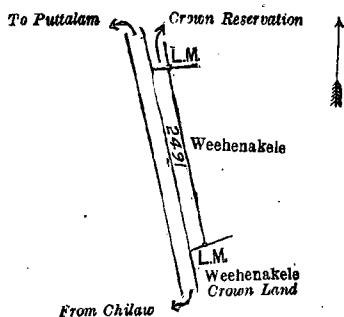 To Puttalam
Crown Reservation
L.M.
Weehenakele
2491
L.M.
Weehenakele
Crown Land
From Chilaw